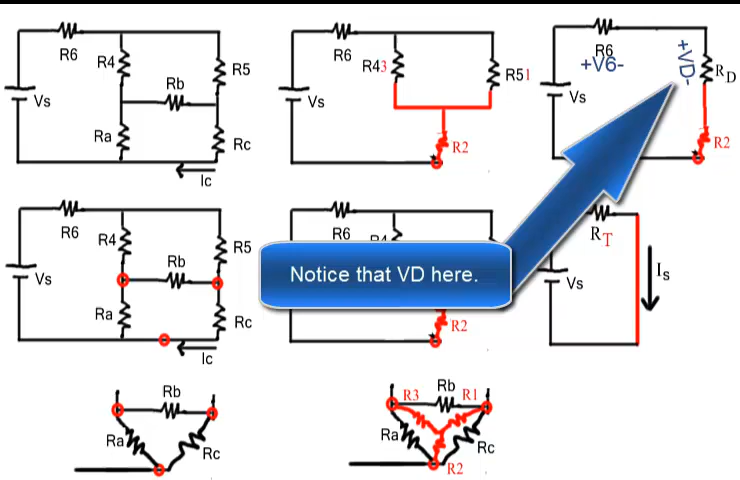 R6
R4
R5
Rb
Vs
Ra
Rc
Ic
R6
R43
R51
Vs
R2
R6
+V6-
+VD-
RD
Vs
R2
R6
R4
R5
Rb
Vs
Ra
Rc
Ic
R6
R4
R2
Notice that VD here.
RT
Vs
Is
Rb
Ra
Rc
R3
Rb
R1
Ra
Rc
R2